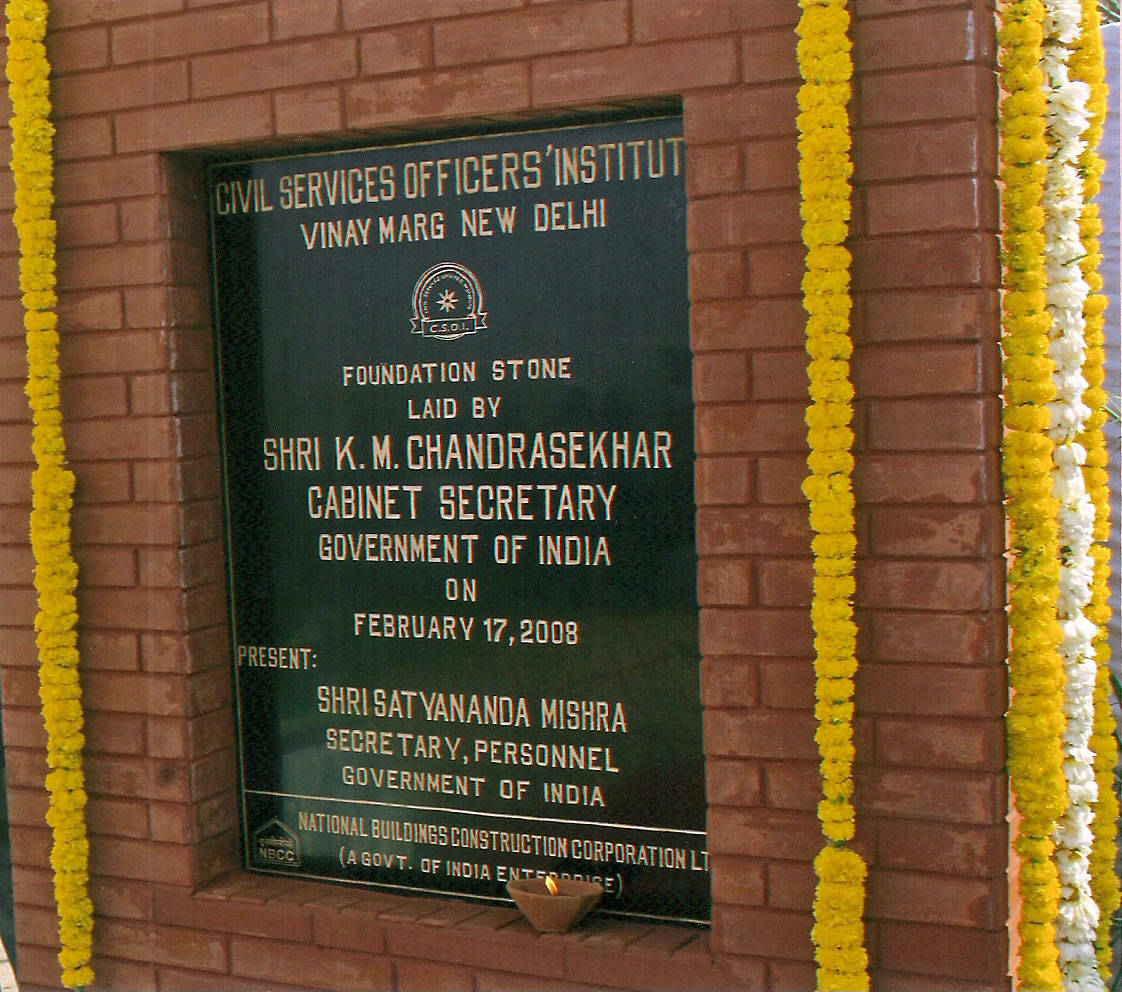 CIVIL SERVICES OFFICERS' INSTITUT
VINAY MARG NEW DELHI
C.S.O.I.
FOUNDATION STONE
LAID BY
SHRI K. M. CHANDRASEKHAR
CABINET SECRETARY
GOVERNMENT OF INDIA
ON
FEBRUARY 17, 2008
PRESENT:
SHRI SATYANANDA MISHRA
SECRETARY, PERSONNEL
GOVERNMENT OF INDIA
NATIONAL BUILDINGS CONSTRUCTION CORPORATION LT
(A GOVT. OF INDIA ENTERPRISE)
NBCC